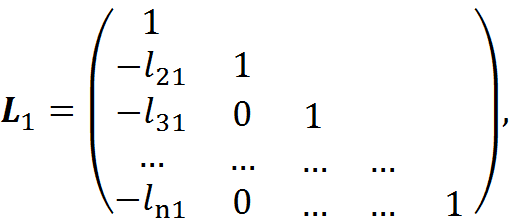 1
−l₂₁ 1
𝑳₁ = −l₃₁ 0 1 ,
... ... ... ...
−lₙ₁ 0 ... ... 1